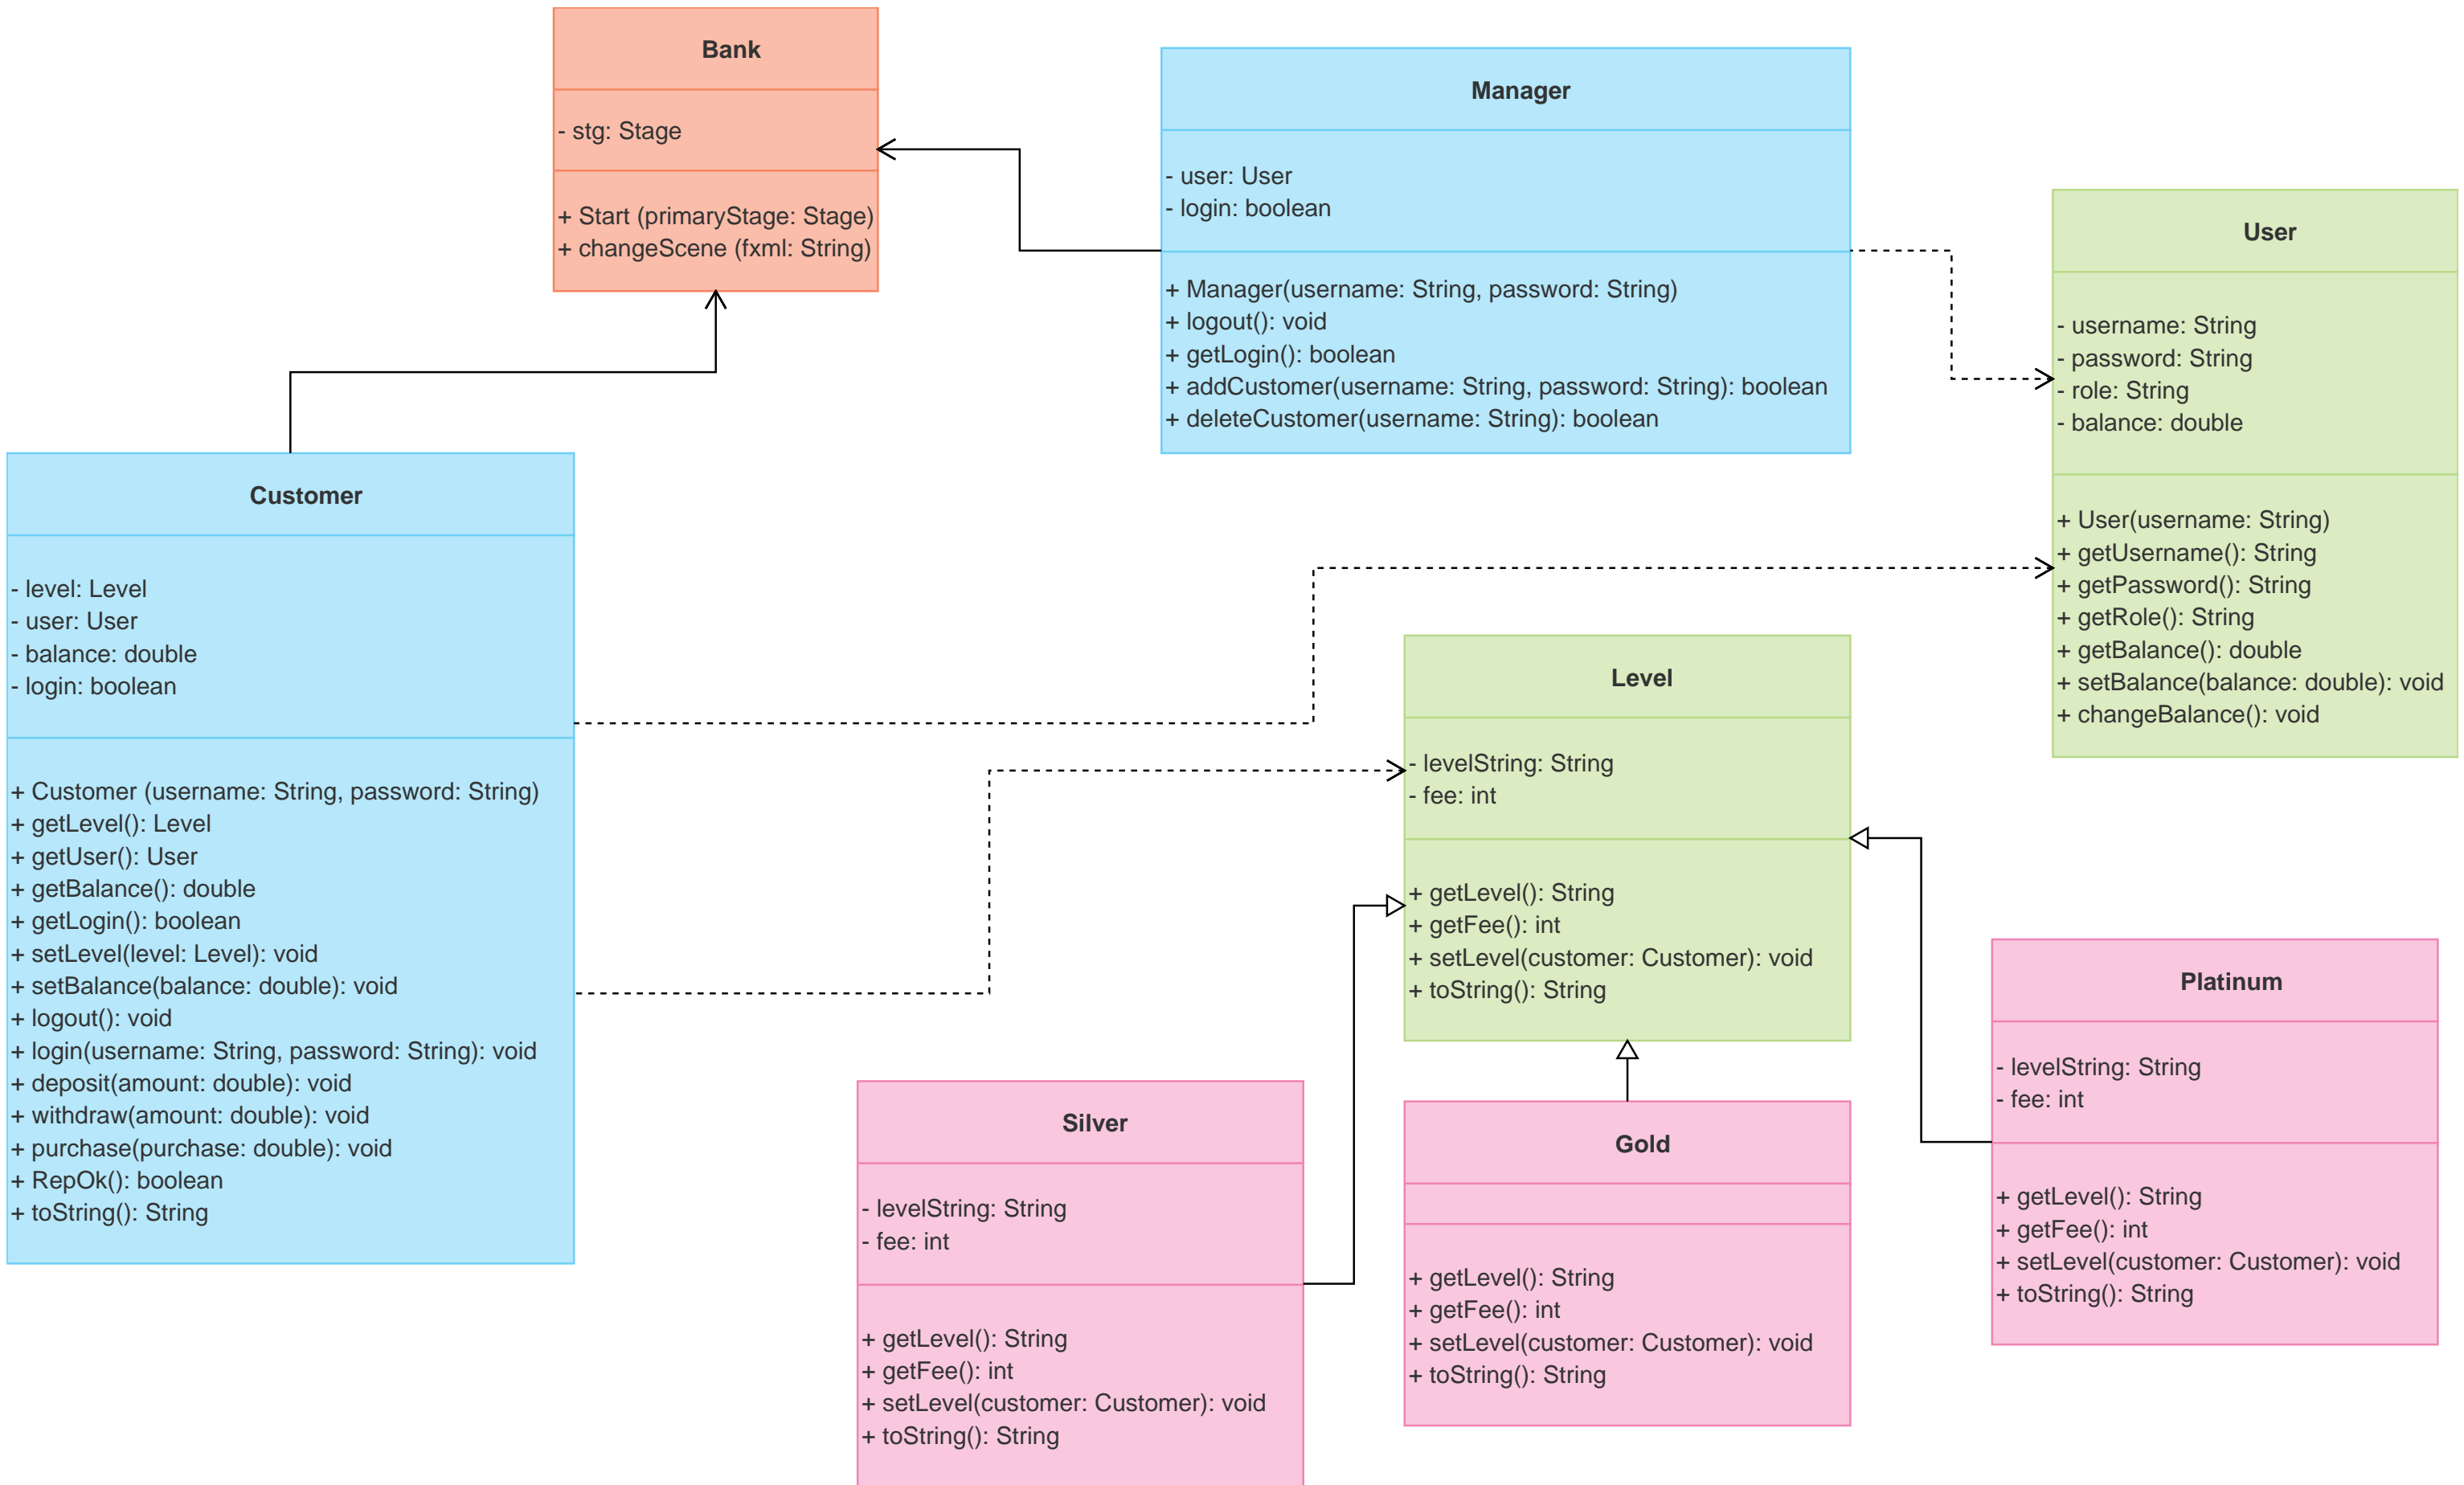 Bank
- stg: Stage
+ Start (primaryStage: Stage)
+ changeScene (fxml: String)
Manager
- user: User
- login: boolean
+ Manager(username: String, password: String)
+ logout(): void
+ getLogin(): boolean
+ addCustomer(username: String, password: String): boolean
+ deleteCustomer(username: String): boolean
User
- username: String
- password: String
- role: String
- balance: double
+ User(username: String)
+ getUsername(): String
+ getPassword(): String
+ getRole(): String
+ getBalance(): double
+ setBalance(balance: double): void
+ changeBalance(): void
Customer
- level: Level
- user: User
- balance: double
- login: boolean
+ Customer (username: String, password: String)
+ getLevel(): Level
+ getUser(): User
+ getBalance(): double
+ getLogin(): boolean
+ setLevel(level: Level): void
+ setBalance(balance: double): void
+ logout(): void
+ login(username: String, password: String): void
+ deposit(amount: double): void
+ withdraw(amount: double): void
+ purchase(purchase: double): void
+ RepOk(): boolean
+ toString(): String
Level
- levelString: String
- fee: int
+ getLevel(): String
+ getFee(): int
+ setLevel(customer: Customer): void
+ toString(): String
Silver
- levelString: String
- fee: int
+ getLevel(): String
+ getFee(): int
+ setLevel(customer: Customer): void
+ toString(): String
Gold
+ getLevel(): String
+ getFee(): int
+ setLevel(customer: Customer): void
+ toString(): String
Platinum
- levelString: String
- fee: int
+ getLevel(): String
+ getFee(): int
+ setLevel(customer: Customer): void
+ toString(): String